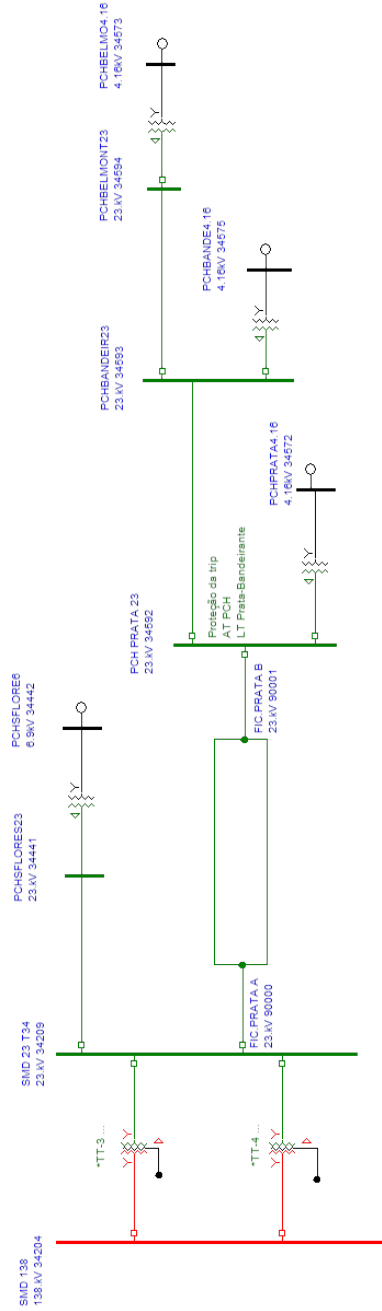 SMD 138
138.kV 34204
*TT-3 ...
*TT-4 ...
SMD 23 T34
23.kV 34209
PCHSFLORES23
23.kV 34441
PCHSFLORE6
6.9kV 34442
FIC.PRATA A
23.kV 90000
FIC.PRATA B
23.kV 90001
PCH PRATA 23
23.kV 34592
Proteção da trip
AT PCH
LT Prata-Bandeirante
PCHPRATA4.16
4.16kV 34572
PCHBANDEIR23
23.kV 34593
PCHBANDE4.16
4.16kV 34575
PCHBELMONT23
23.kV 34594
PCHBELMO4.16
4.16kV 34573